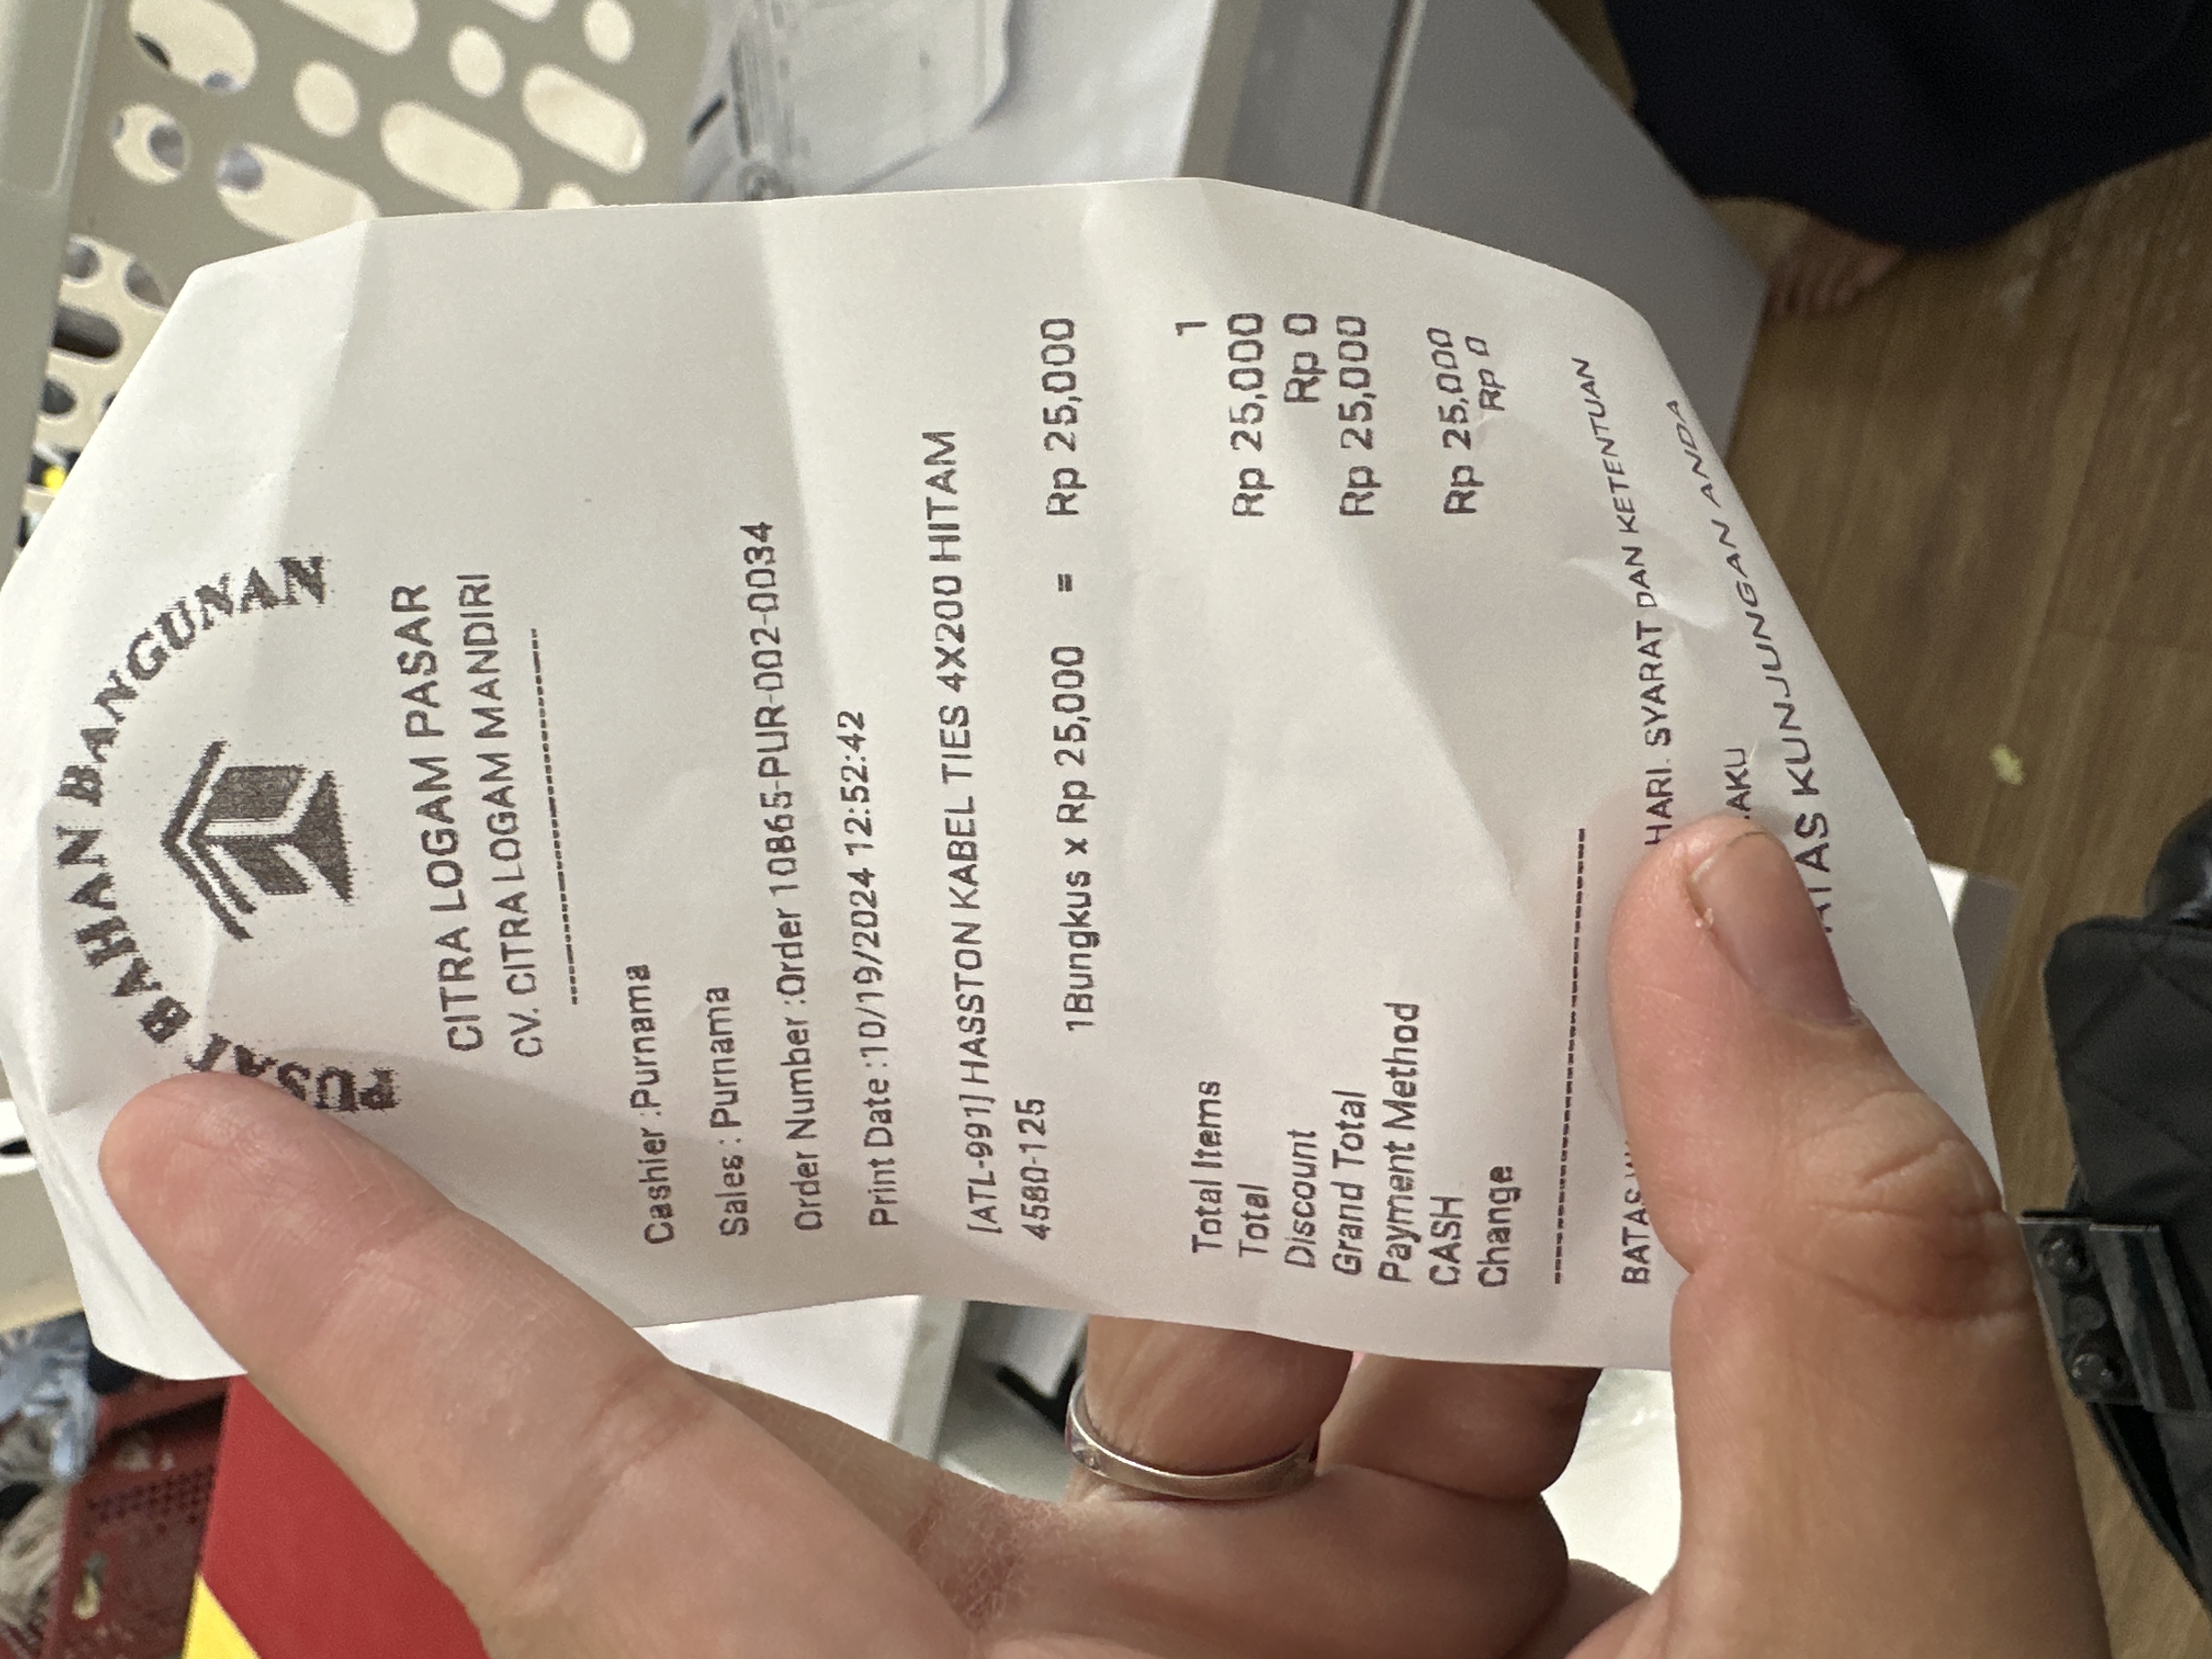 PUSAT BAHAN BANGUNAN
CITRA LOGAM PASAR
CV. CITRA LOGAM MANDIRI
------------------------------
Cashier :Purnama
Sales : Purnama
Order Number :Order 10865-PUR-002-0034
Print Date :10/19/2024 12:52:42
[ATL-991] HASSTON KABEL TIES 4X200 HITAM
4580-125
1Bungkus x Rp 25,000 = Rp 25,000
Total Items 1
Total Rp 25,000
Discount Rp 0
Grand Total Rp 25,000
Payment Method
CASH Rp 25,000
Change Rp 0
------------------------------
BATAS HARI. SYARAT DAN KETENTUAN
ATAS KUNJUNGAN ANDA